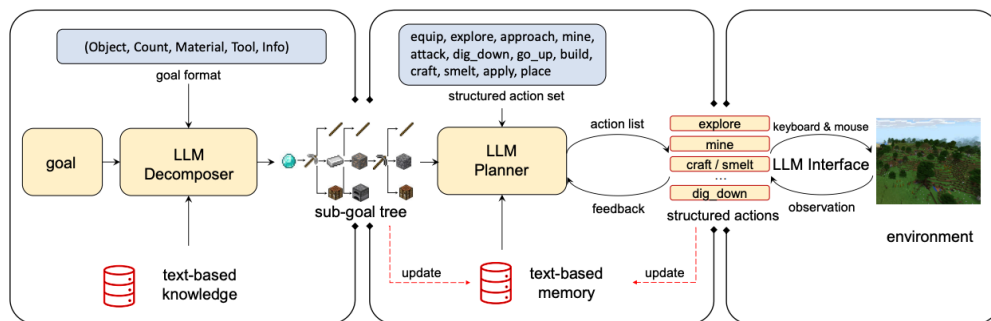 (Object, Count, Material, Tool, Info)
goal format
goal
LLM
Decomposer
sub-goal tree
text-based
knowledge
equip, explore, approach, mine,
attack, dig_down, go_up, build,
craft, smelt, apply, place
structured action set
LLM
Planner
action list
feedback
update
text-based
memory
update
explore
mine
craft / smelt
...
dig_down
structured actions
keyboard & mouse
LLM Interface
observation
environment